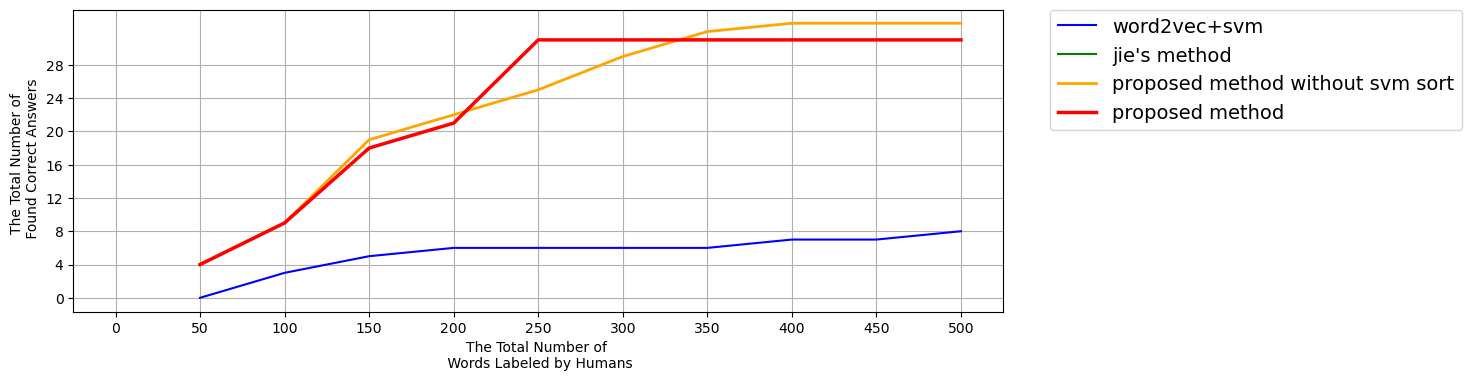 The Total Number of
Found Correct Answers
28
24
20
16
12
8
4
0
0 50 100 150 200 250 300 350 400 450 500
The Total Number of
Words Labeled by Humans
word2vec+svm
jie's method
proposed method without svm sort
proposed method